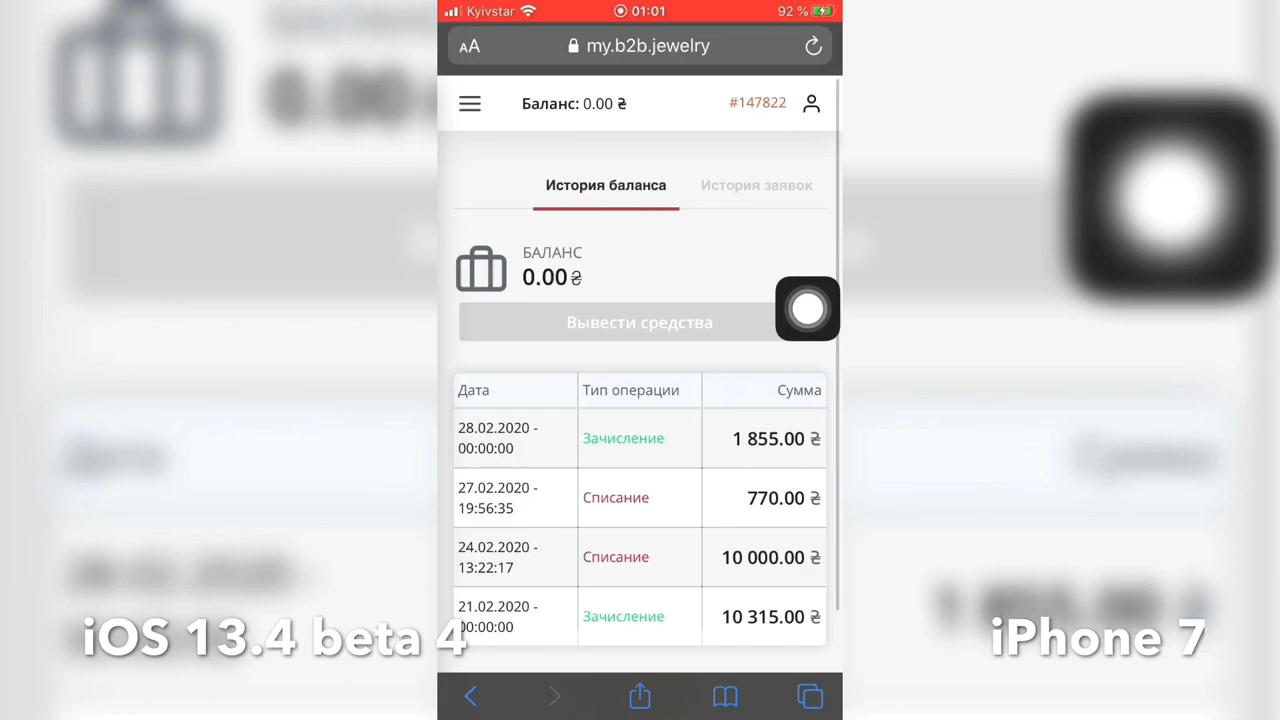 Kyivstar 01:01 92 %
AA my.b2b.jewelry
Баланс: 0.00 ₴ #147822
История баланса История заявок
БАЛАНС
0.00 ₴
Вывести средства
Дата Тип операции Сумма
28.02.2020 -
00:00:00 Зачисление 1 855.00 ₴
27.02.2020 -
19:56:35 Списание 770.00 ₴
24.02.2020 -
13:22:17 Списание 10 000.00 ₴
21.02.2020 -
00:00:00 Зачисление 10 315.00 ₴
iOS 13.4 beta 4 iPhone 7